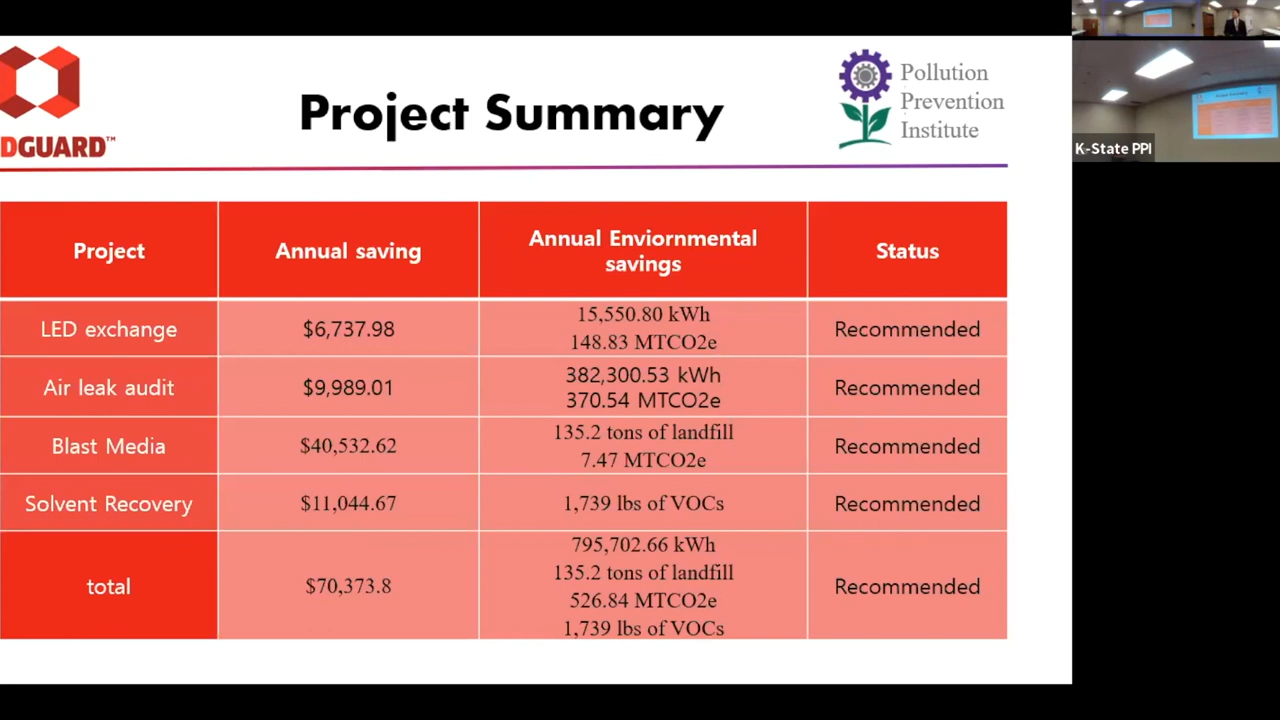 DGUARD™
Project Summary
Pollution
Prevention
Institute
K-State PPI
Project
Annual saving
Annual Enviornmental
savings
Status
LED exchange
$6,737.98
15,550.80 kWh
148.83 MTCO2e
Recommended
Air leak audit
$9,989.01
382,300.53 kWh
370.54 MTCO2e
Recommended
Blast Media
$40,532.62
135.2 tons of landfill
7.47 MTCO2e
Recommended
Solvent Recovery
$11,044.67
1,739 lbs of VOCs
Recommended
total
$70,373.8
795,702.66 kWh
135.2 tons of landfill
526.84 MTCO2e
1,739 lbs of VOCs
Recommended